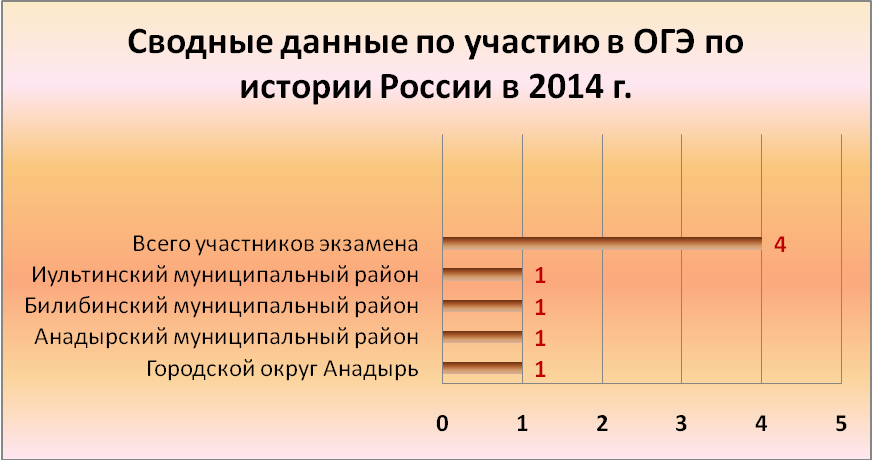 Сводные данные по участию в ОГЭ по
истории России в 2014 г.
Всего участников экзамена 4
Иультинский муниципальный район 1
Билибинский муниципальный район 1
Анадырский муниципальный район 1
Городской округ Анадырь 1
0 1 2 3 4 5